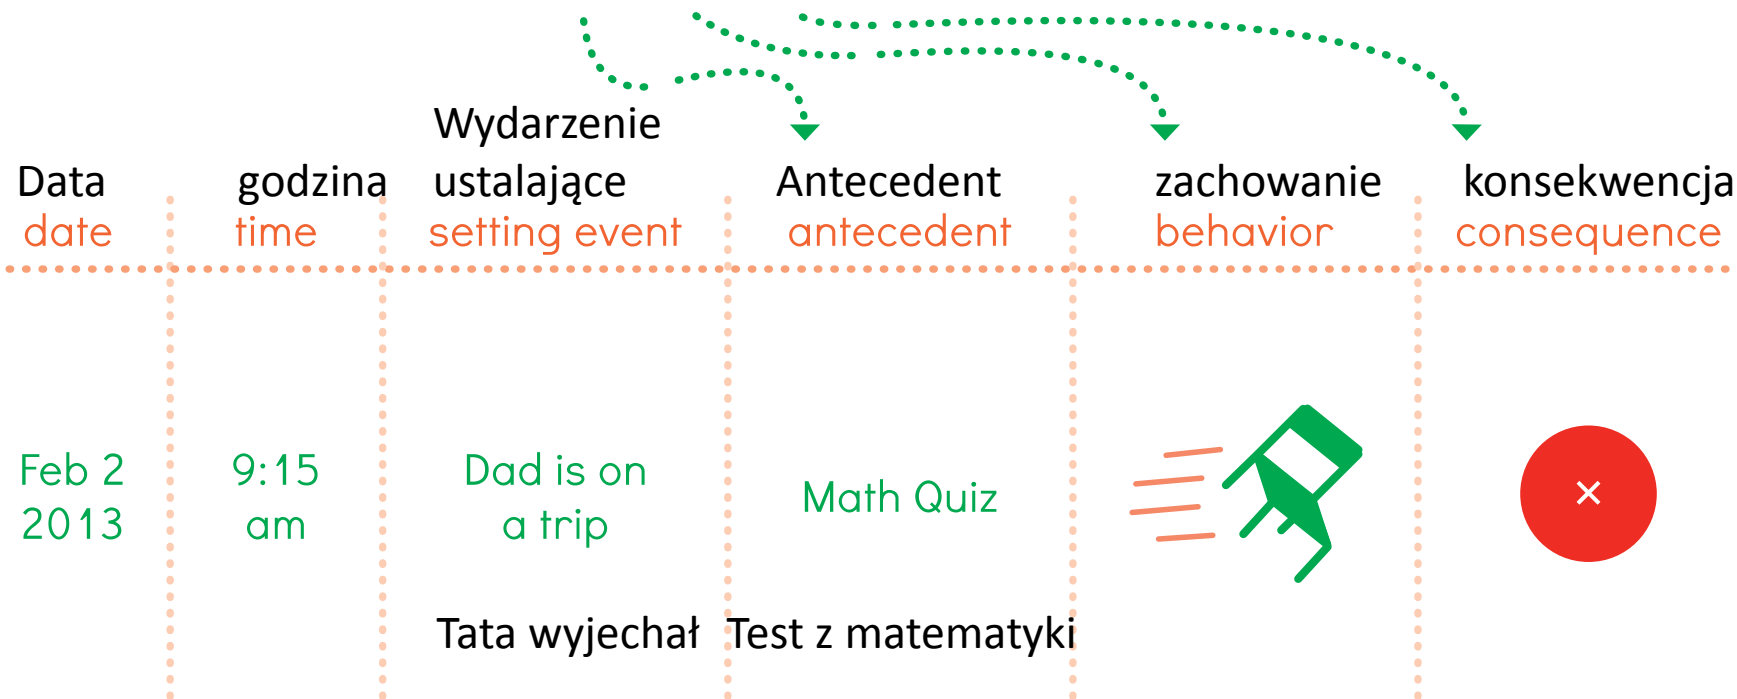 Wydarzenie
Data godzina ustalające Antecedent zachowanie konsekwencja
date time setting event antecedent behavior consequence
Feb 2 9:15 Dad is on
Math Quiz
2013 am a trip
Tata wyjechał Test z matematyki